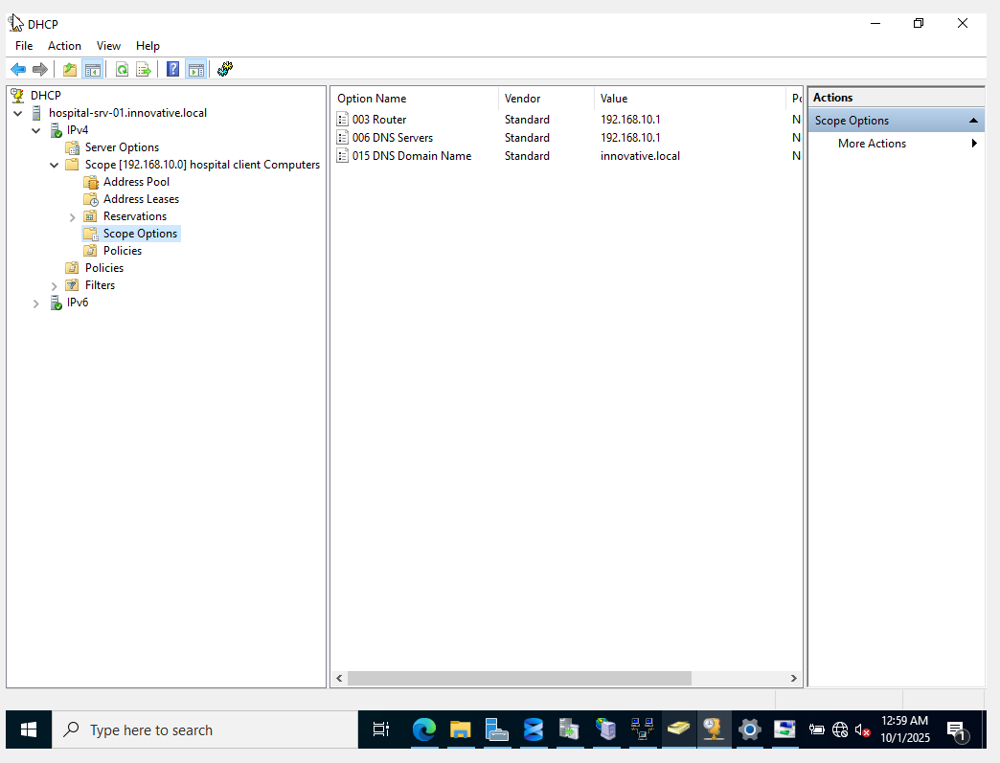 DHCP
File Action View Help
DHCP
hospital-srv-01.innovative.local
IPv4
Server Options
Scope [192.168.10.0] hospital client Computers
Address Pool
Address Leases
Reservations
Scope Options
Policies
Policies
Filters
IPv6
Option Name Vendor Value
003 Router Standard 192.168.10.1
006 DNS Servers Standard 192.168.10.1
015 DNS Domain Name Standard innovative.local
Actions
Scope Options
More Actions
Type here to search
12:59 AM
10/1/2025
1